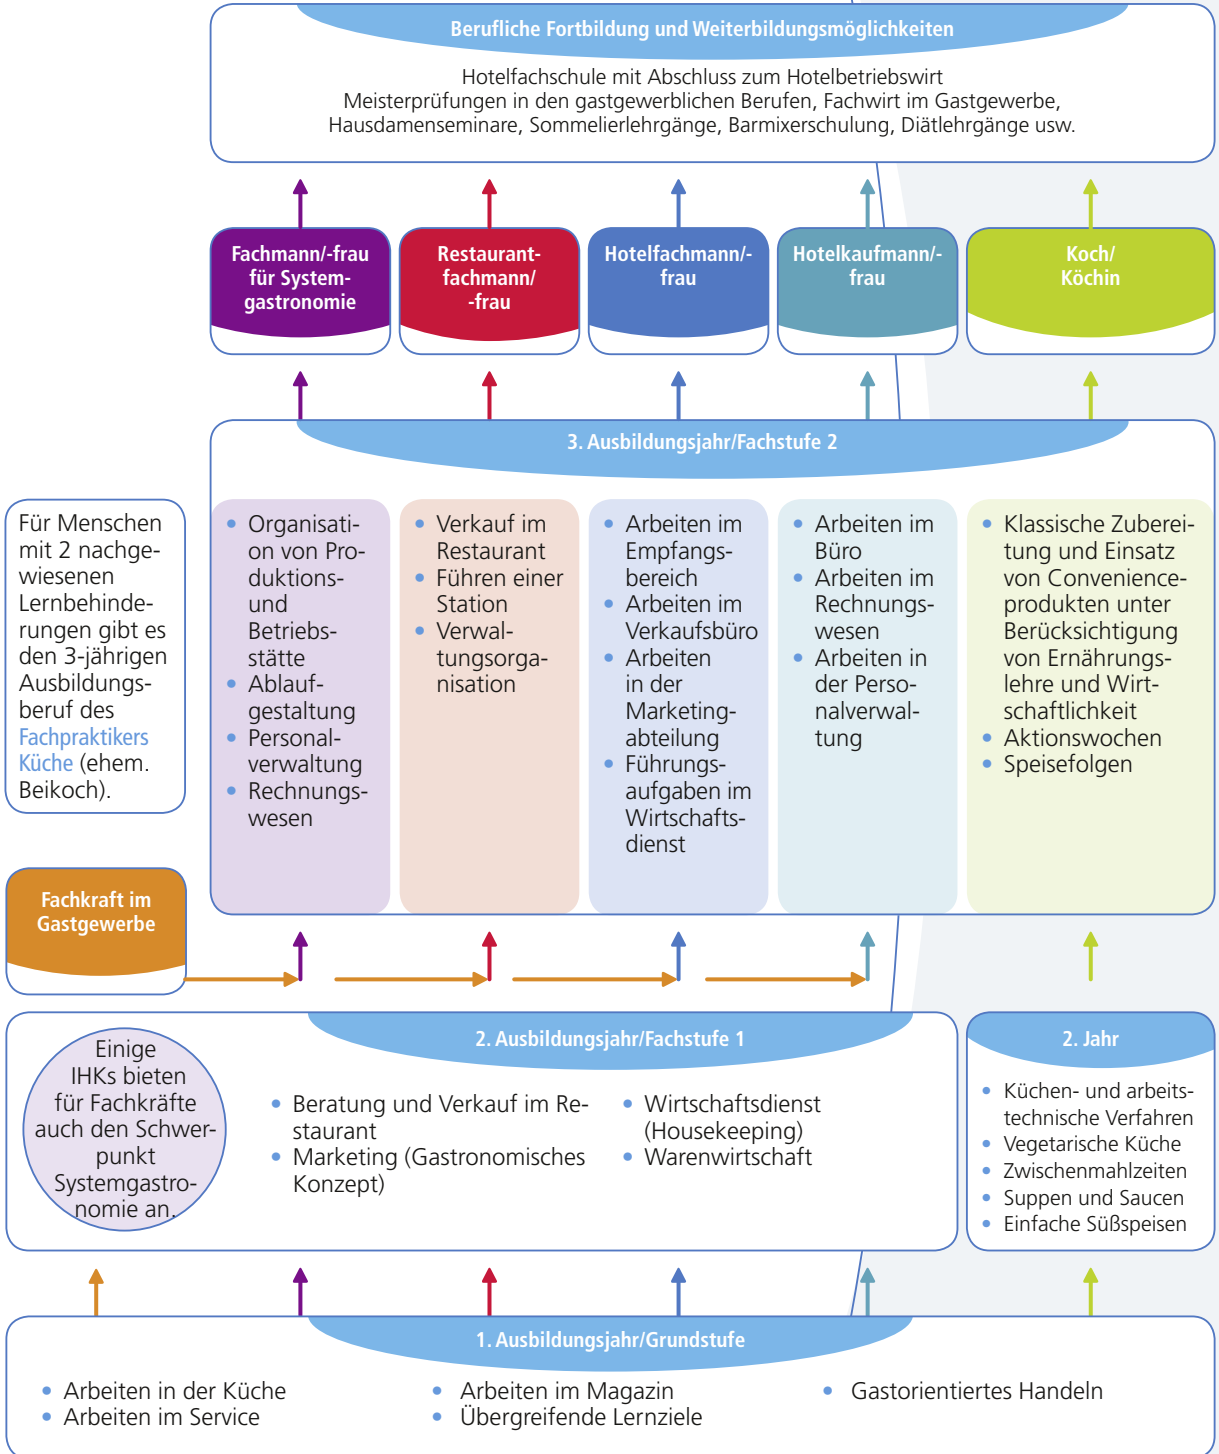 Berufliche Fortbildung und Weiterbildungsmöglichkeiten
Hotelfachschule mit Abschluss zum Hotelbetriebswirt
Meisterprüfungen in den gastgewerblichen Berufen, Fachwirt im Gastgewerbe,
Hausdamenseminare, Sommelierlehrgänge, Barmixerschulung, Diätlehrgänge usw.
Fachmann/-frau
für System-
gastronomie
Restaurant-
fachmann/
-frau
Hotelfachmann/-
frau
Hotelkaufmann/-
frau
Koch/
Köchin
3. Ausbildungsjahr/Fachstufe 2
Für Menschen
mit 2 nachge-
wiesenen
Lernbehinde-
rungen gibt es
den 3-jährigen
Ausbildungs-
beruf des
Fachpraktikers
Küche (ehem.
Beikoch).
• Organisati-
on von Pro-
duktions-
und
Betriebs-
stätte
• Ablauf-
gestaltung
• Personal-
verwaltung
• Rechnungs-
wesen
• Verkauf im
Restaurant
• Führen einer
Station
• Verwal-
tungsorga-
nisation
• Arbeiten im
Empfangs-
bereich
• Arbeiten im
Verkaufsbüro
• Arbeiten
in der
Marketing-
abteilung
• Führungs-
aufgaben im
Wirtschafts-
dienst
• Arbeiten im
Büro
• Arbeiten im
Rechnungs-
wesen
• Arbeiten in
der Perso-
nalverwal-
tung
• Klassische Zuberei-
tung und Einsatz
von Convenience-
produkten unter
Berücksichtigung
von Ernährungs-
lehre und Wirt-
schaftlichkeit
• Aktionswochen
• Speisefolgen
Fachkraft im
Gastgewerbe
2. Ausbildungsjahr/Fachstufe 1
Einige
IHKs bieten
für Fachkräfte
auch den Schwer-
punkt
Systemgastro-
nomie an.
• Beratung und Verkauf im Re-
staurant
• Marketing (Gastronomisches
Konzept)
• Wirtschaftsdienst
(Housekeeping)
• Warenwirtschaft
2. Jahr
• Küchen- und arbeits-
technische Verfahren
• Vegetarische Küche
• Zwischenmahlzeiten
• Suppen und Saucen
• Einfache Süßspeisen
1. Ausbildungsjahr/Grundstufe
• Arbeiten in der Küche
• Arbeiten im Service
• Arbeiten im Magazin
• Übergreifende Lernziele
• Gastorientiertes Handeln